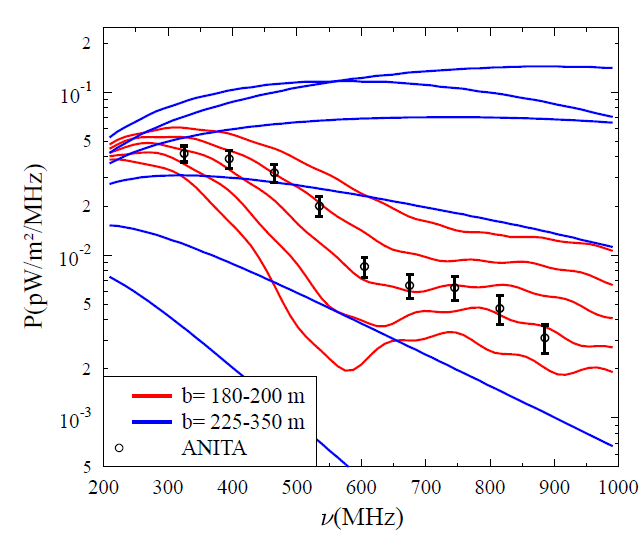 P(pW/m²/MHz)
2
10⁻¹
5
2
10⁻²
5
2
10⁻³
5
b= 180-200 m
b= 225-350 m
ANITA
200 300 400 500 600 700 800 900 1000
ν(MHz)